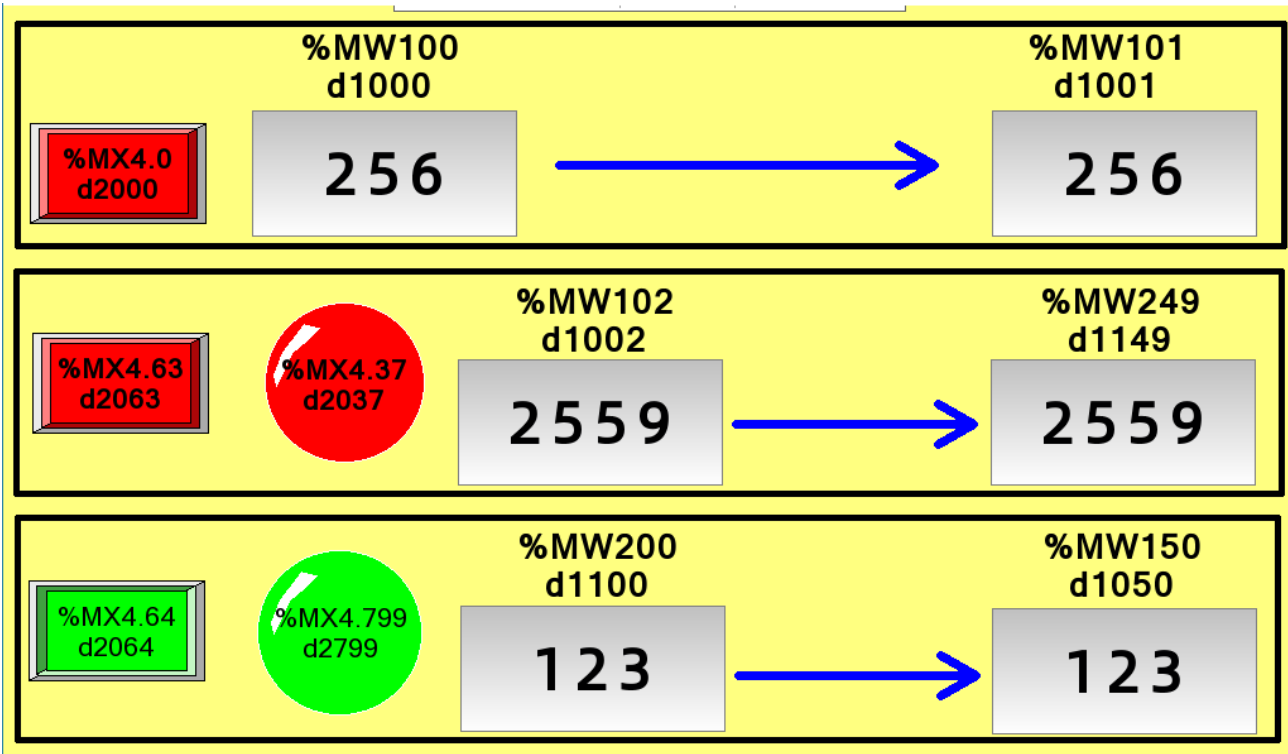 %MW100
d1000
%MW101
d1001
%MX4.0
d2000
256
256
%MW102
d1002
%MW249
d1149
%MX4.63
d2063
%MX4.37
d2037
2559
2559
%MW200
d1100
%MW150
d1050
%MX4.64
d2064
%MX4.799
d2799
123
123